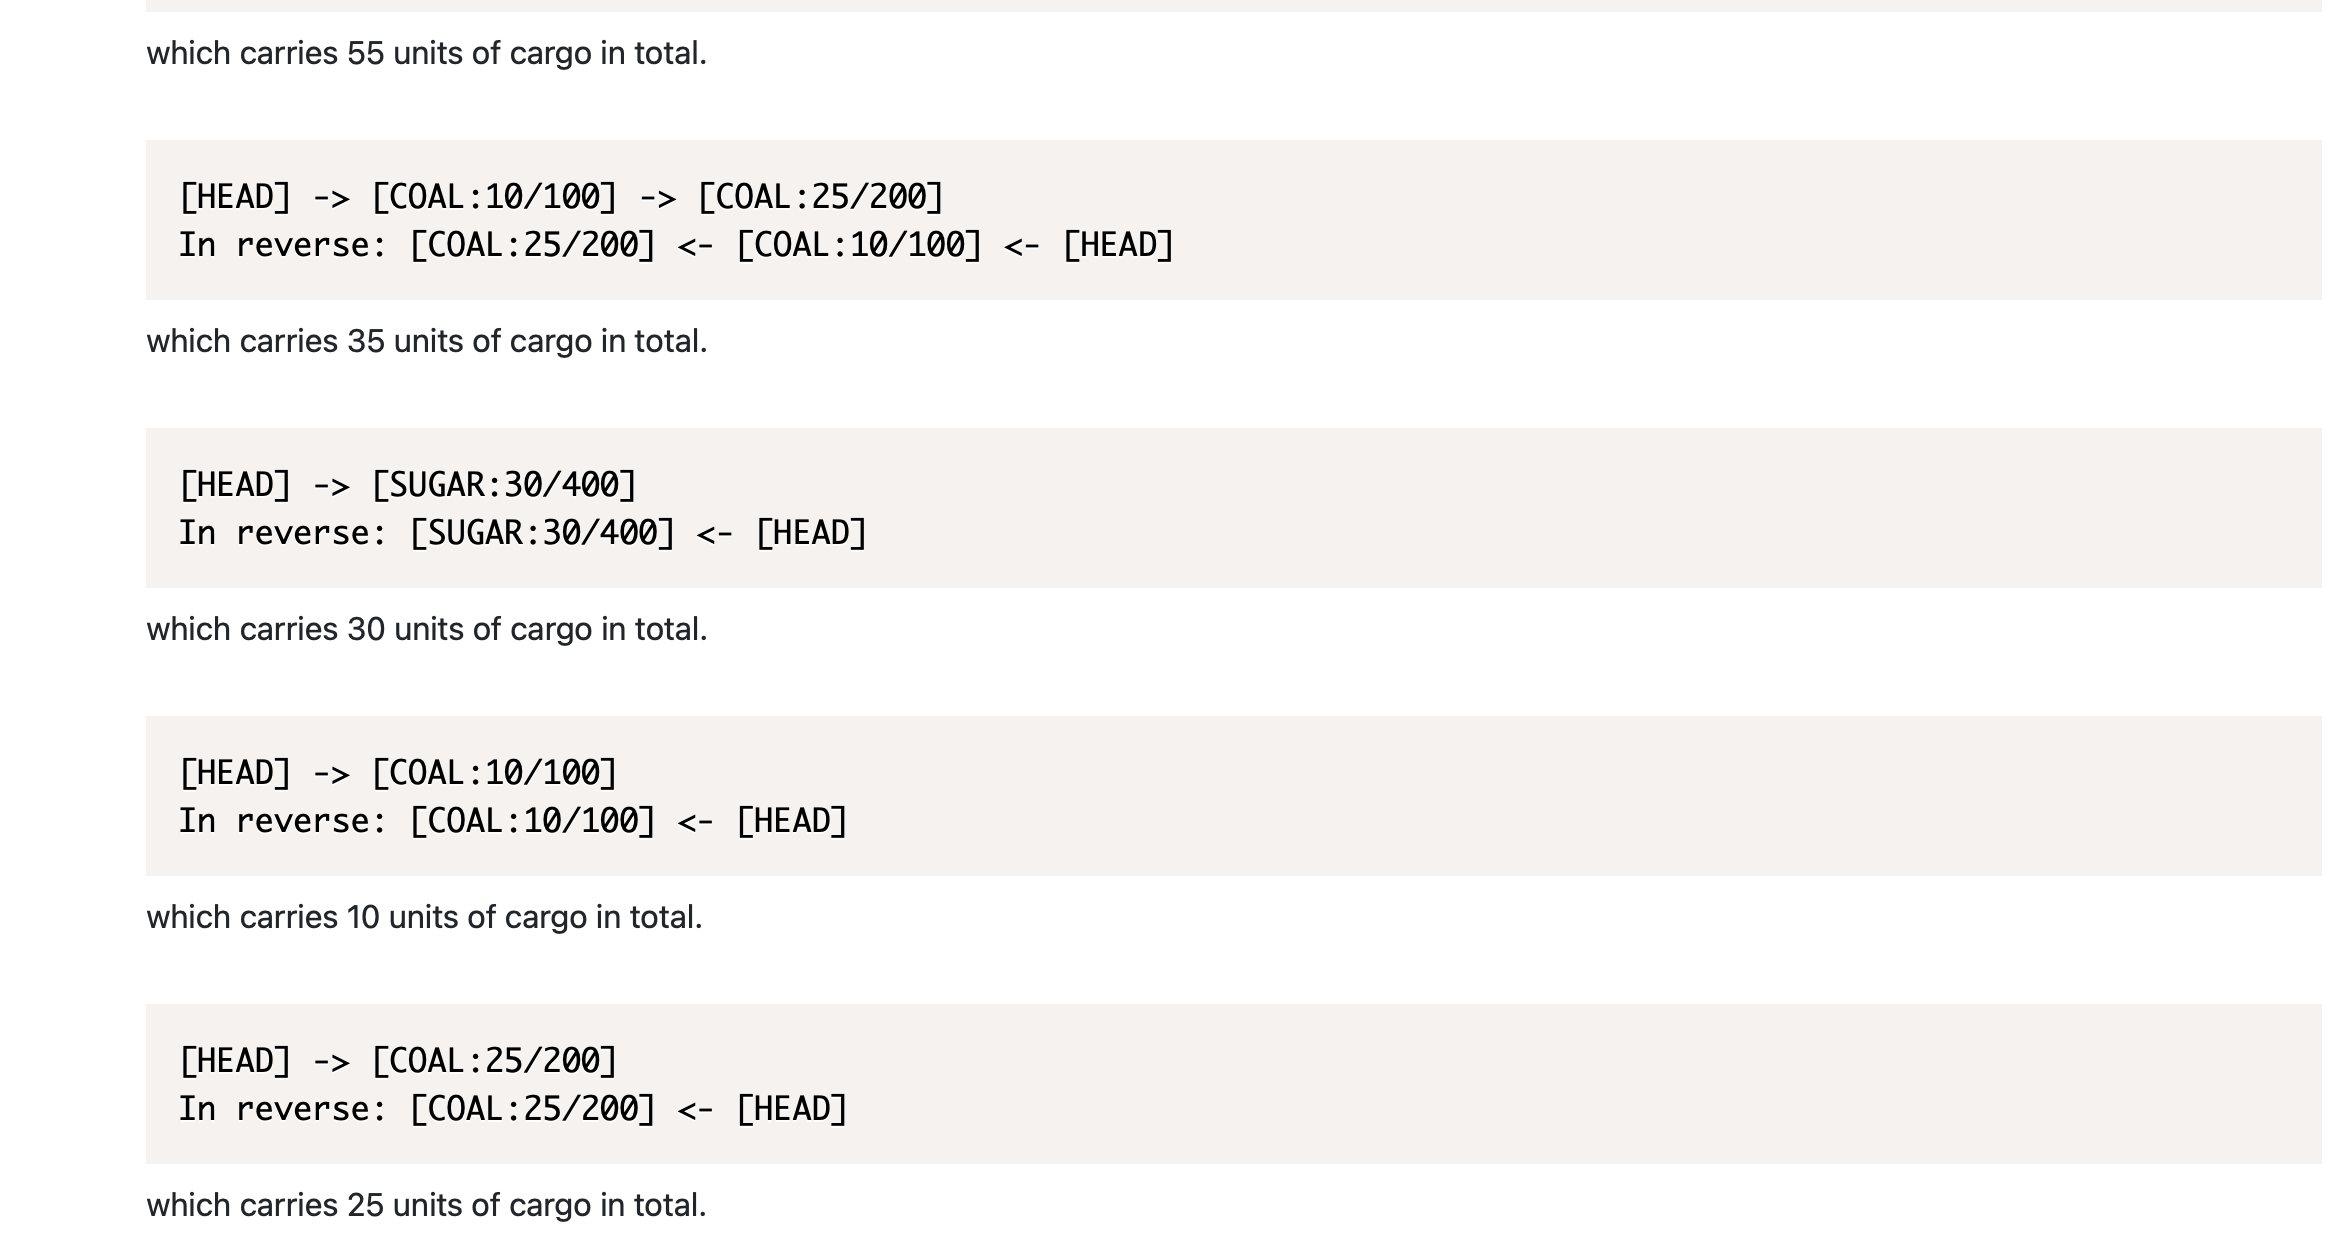 which carries 55 units of cargo in total.
[HEAD] -> [COAL:10/100] -> [COAL:25/200]
In reverse: [COAL:25/200] <- [COAL:10/100] <- [HEAD]
which carries 35 units of cargo in total.
[HEAD] -> [SUGAR:30/400]
In reverse: [SUGAR:30/400] <- [HEAD]
which carries 30 units of cargo in total.
[HEAD] -> [COAL:10/100]
In reverse: [COAL:10/100] <- [HEAD]
which carries 10 units of cargo in total.
[HEAD] -> [COAL:25/200]
In reverse: [COAL:25/200] <- [HEAD]
which carries 25 units of cargo in total.